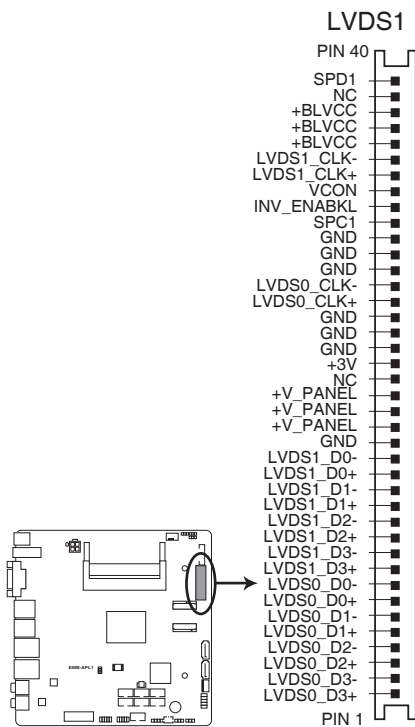 LVDS1
PIN 40
SPD1
NC
+BLVCC
+BLVCC
+BLVCC
LVDS1_CLK-
LVDS1_CLK+
VCON
INV_ENABKL
SPC1
GND
GND
GND
LVDS0_CLK-
LVDS0_CLK+
GND
GND
GND
+3V
NC
+V_PANEL
+V_PANEL
+V_PANEL
GND
LVDS1_D0-
LVDS1_D0+
LVDS1_D1-
LVDS1_D1+
LVDS1_D2-
LVDS1_D2+
LVDS1_D3-
LVDS1_D3+
LVDS0_D0-
LVDS0_D0+
LVDS0_D1-
LVDS0_D1+
LVDS0_D2-
LVDS0_D2+
LVDS0_D3-
LVDS0_D3+
PIN 1